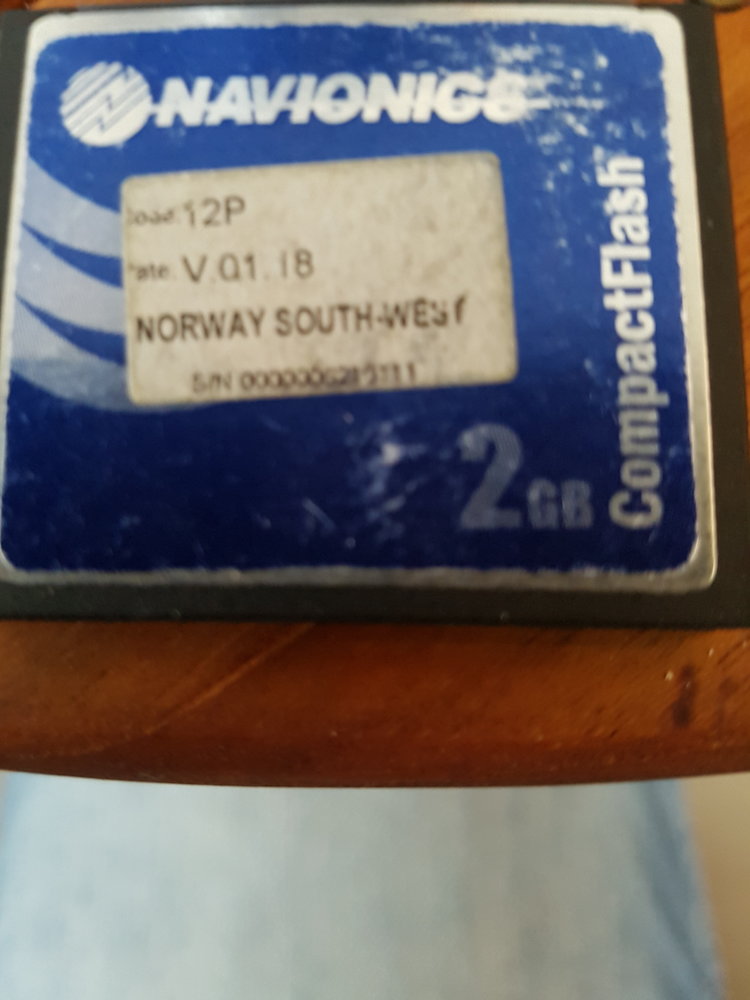 NAVIONICS
12P
V.01.18
NORWAY SOUTH-WEST
S/N
2GB
CompactFlash